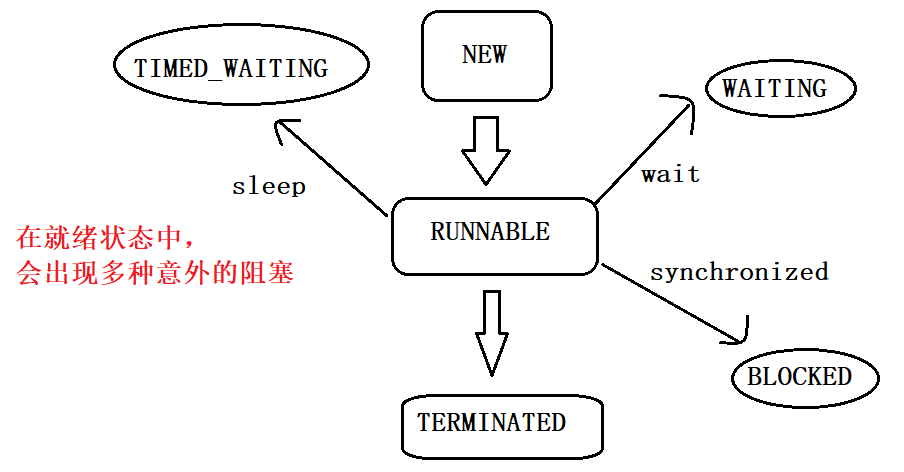 NEW
TIMED_WAITING
WAITING
sleep
wait
RUNNABLE
在就绪状态中，
会出现多种意外的阻塞
synchronized
BLOCKED
TERMINATED